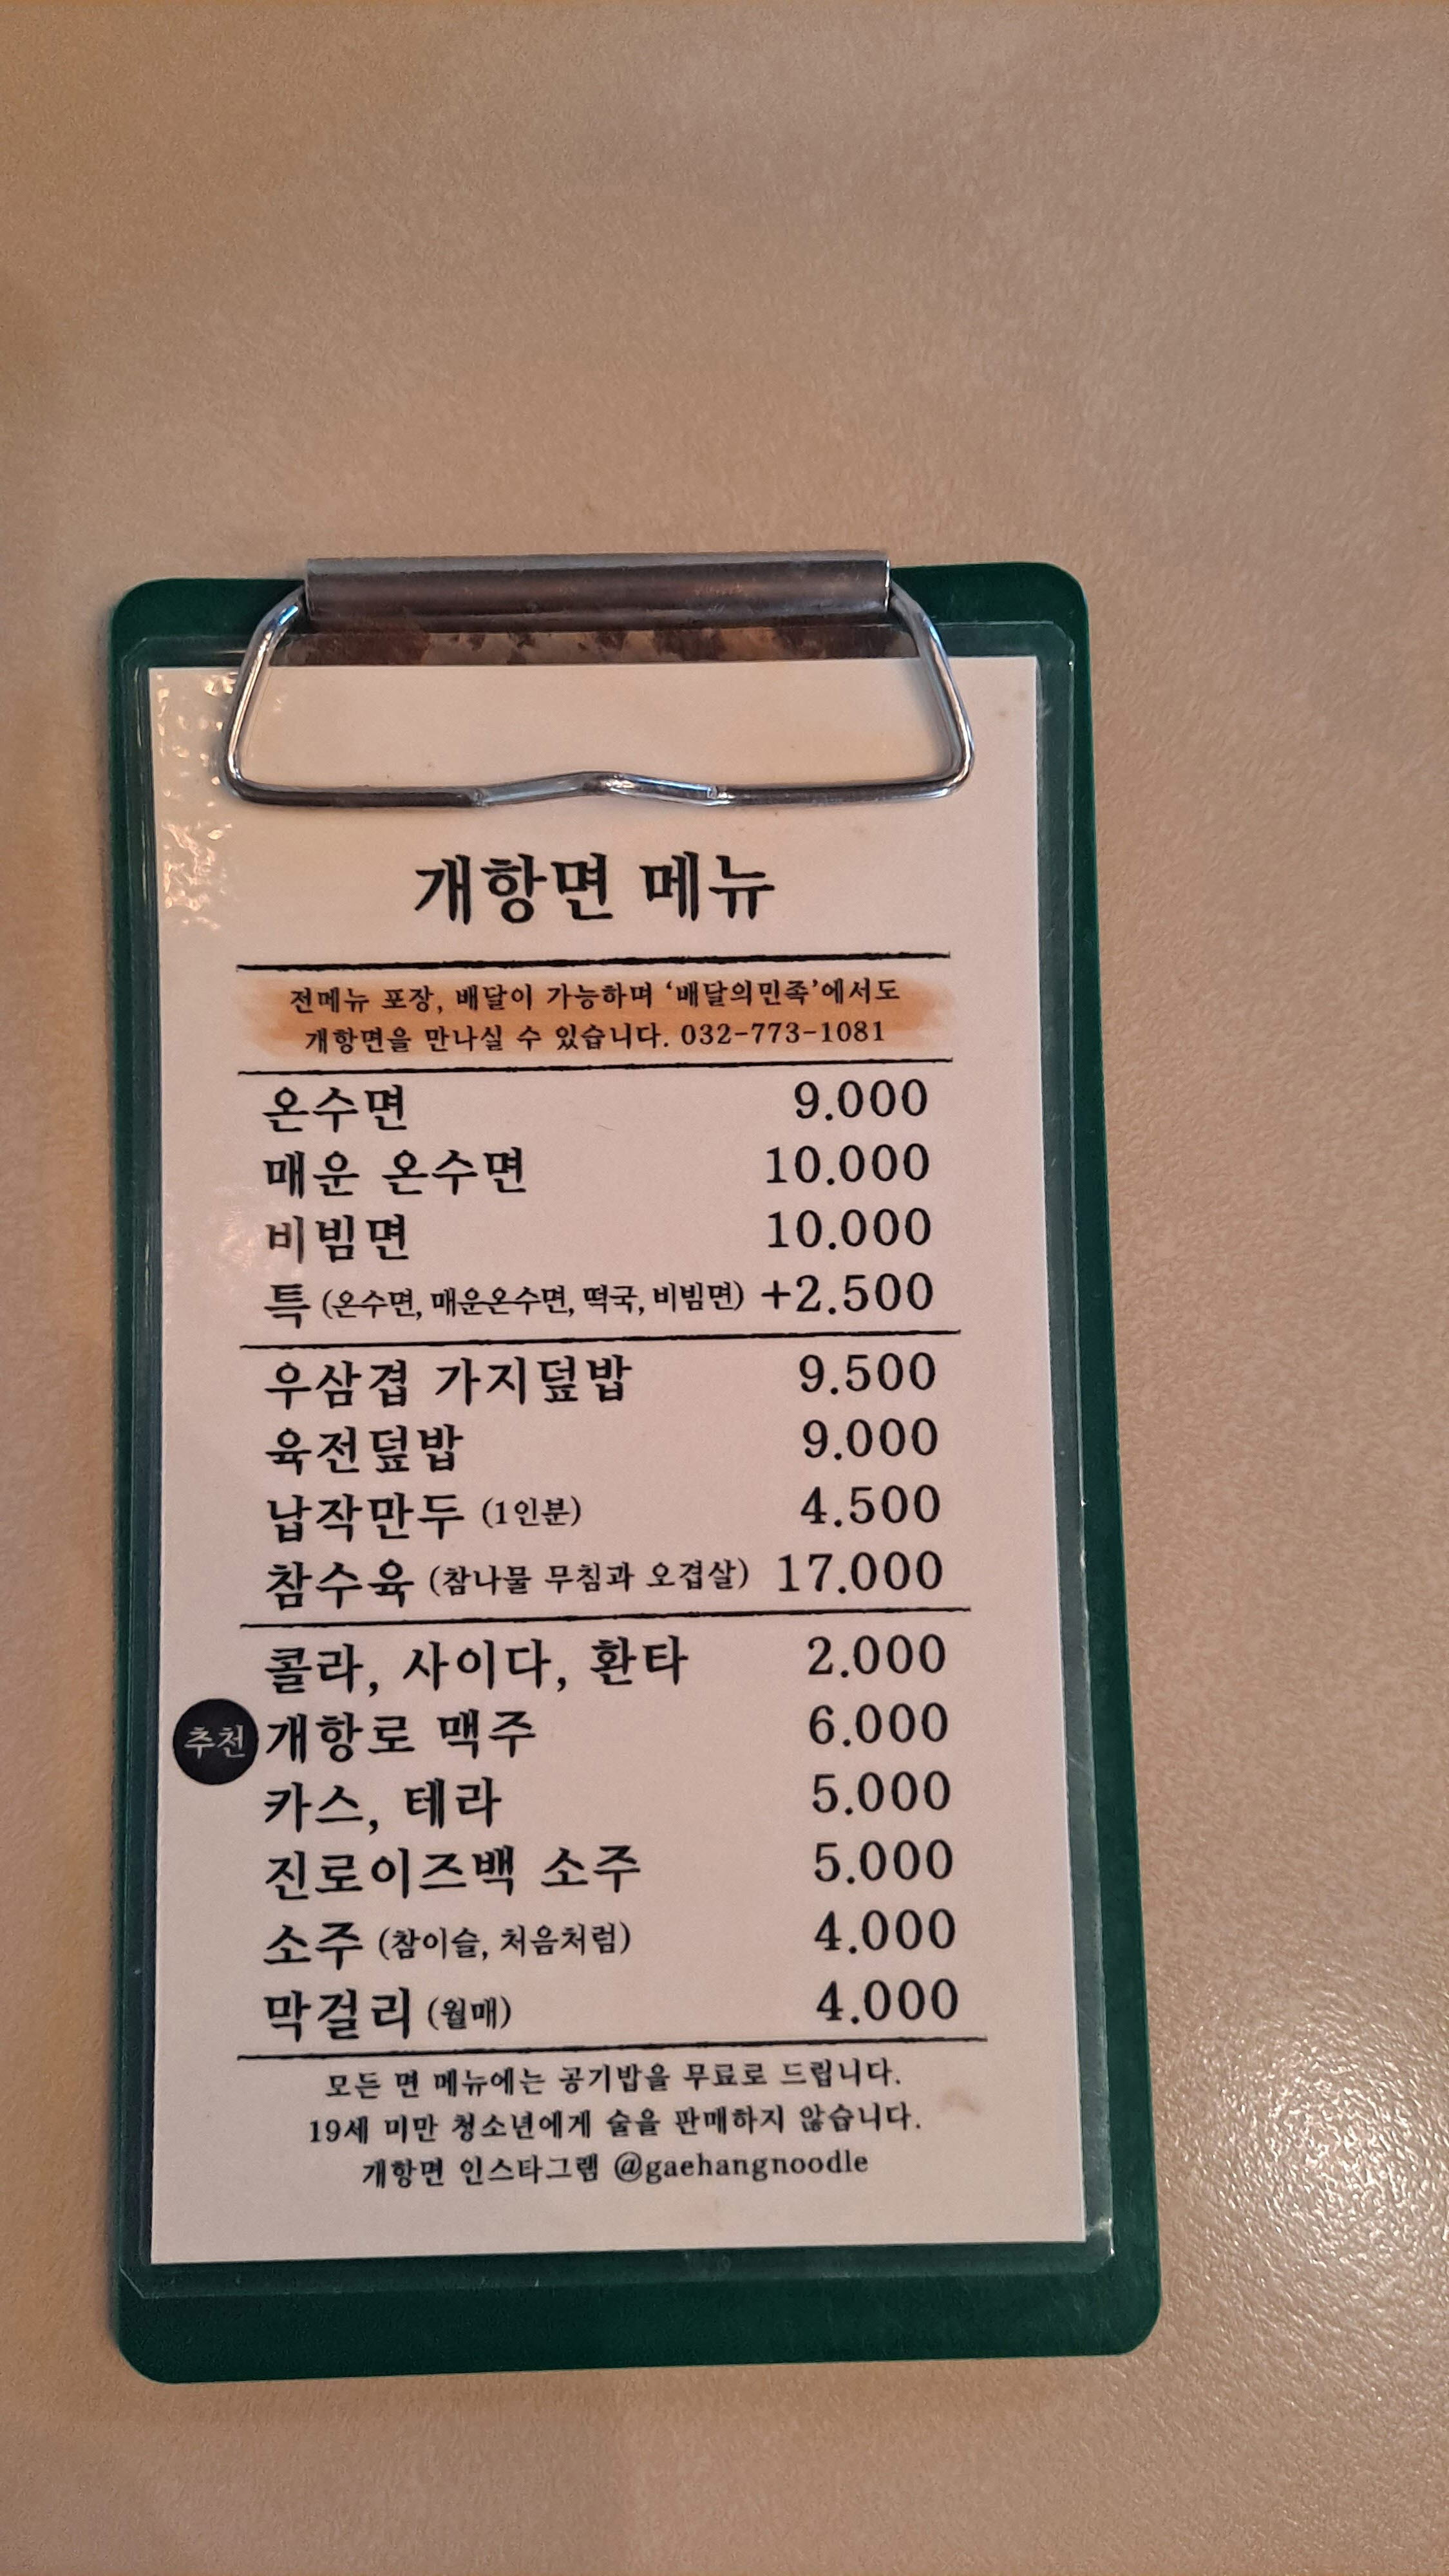 개항면 메뉴
전메뉴 포장, 배달이 가능하며 ‘배달의민족’에서도
개항면을 만나실 수 있습니다. 032-773-1081
온수면 9.000
매운 온수면 10.000
비빔면 10.000
특 (온수면, 매운온수면, 떡국, 비빔면) +2.500
우삼겹 가지덮밥 9.500
육전덮밥 9.000
납작만두 (1인분) 4.500
참수육 (참나물 무침과 오겹살) 17.000
콜라, 사이다, 환타 2.000
추천 개항로 맥주 6.000
카스, 테라 5.000
진로이즈백 소주 5.000
소주 (참이슬, 처음처럼) 4.000
막걸리 (월매) 4.000
모든 면 메뉴에는 공기밥을 무료로 드립니다.
19세 미만 청소년에게 술을 판매하지 않습니다.
개항면 인스타그램 @gaehangnoodle